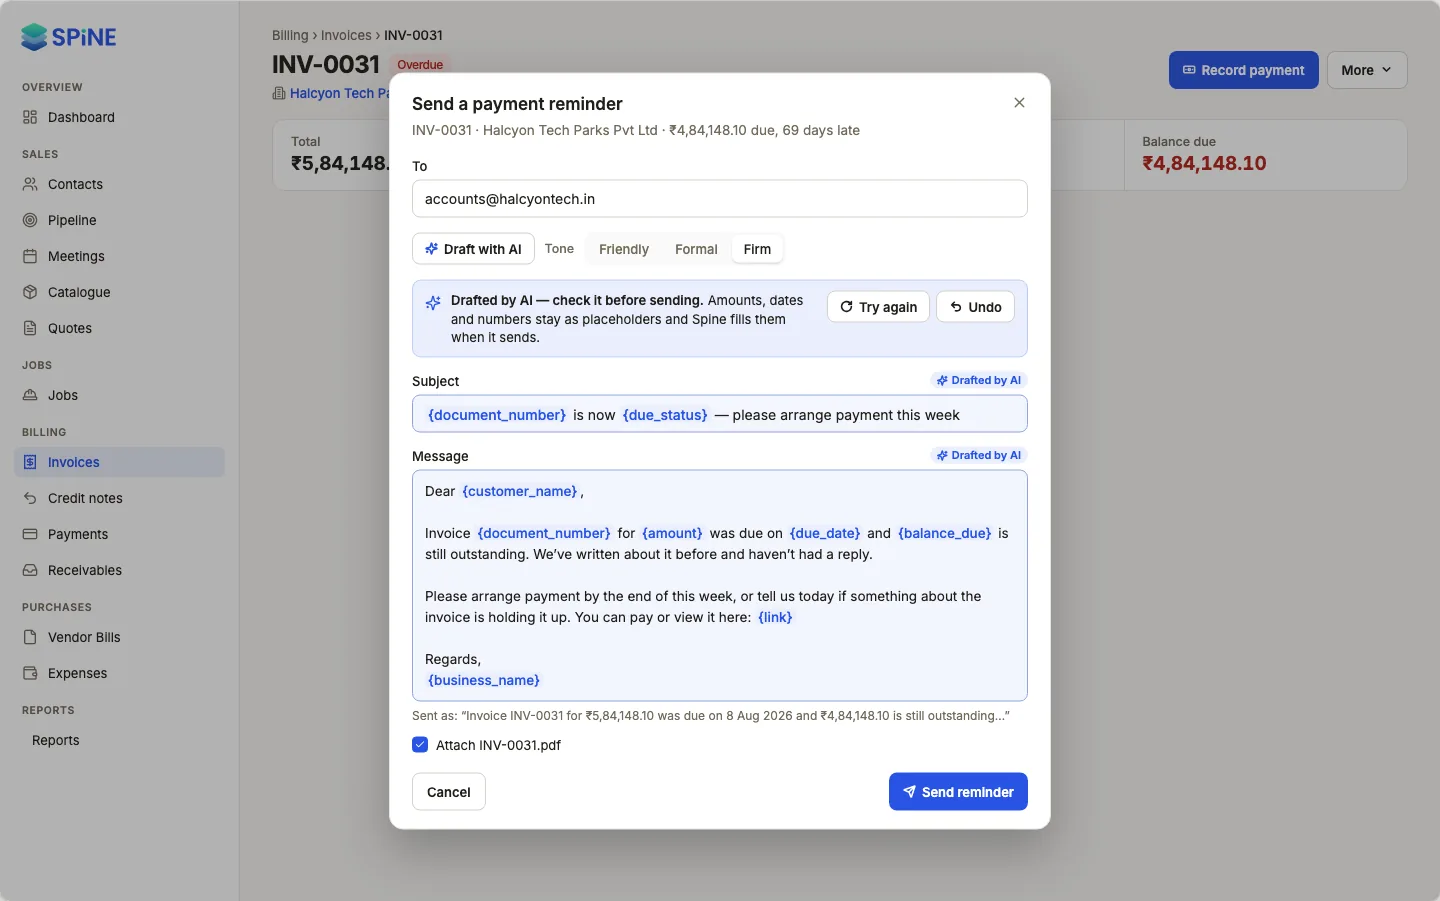 SPiNE
OVERVIEW
Dashboard
SALES
Contacts
Pipeline
Meetings
Catalogue
Quotes
JOBS
Jobs
BILLING
Invoices
Credit notes
Payments
Receivables
PURCHASES
Vendor Bills
Expenses
REPORTS
Reports
Billing › Invoices › INV-0031
INV-0031 Overdue
Halcyon Tech
Record payment
More
Total
₹5,84,148.
Balance due
₹4,84,148.10
Send a payment reminder
INV-0031 · Halcyon Tech Parks Pvt Ltd · ₹4,84,148.10 due, 69 days late
To
accounts@halcyontech.in
Draft with AI Tone Friendly Formal Firm
Drafted by AI — check it before sending. Amounts, dates
and numbers stay as placeholders and Spine fills them
when it sends.
Try again
Undo
Subject
Drafted by AI
{document_number} is now {due_status} — please arrange payment this week
Message
Drafted by AI
Dear {customer_name},
Invoice {document_number} for {amount} was due on {due_date} and {balance_due} is
still outstanding. We’ve written about it before and haven’t had a reply.
Please arrange payment by the end of this week, or tell us today if something about the
invoice is holding it up. You can pay or view it here: {link}
Regards,
{business_name}
Sent as: “Invoice INV-0031 for ₹5,84,148.10 was due on 8 Aug 2026 and ₹4,84,148.10 is still outstanding…”
Attach INV-0031.pdf
Cancel
Send reminder